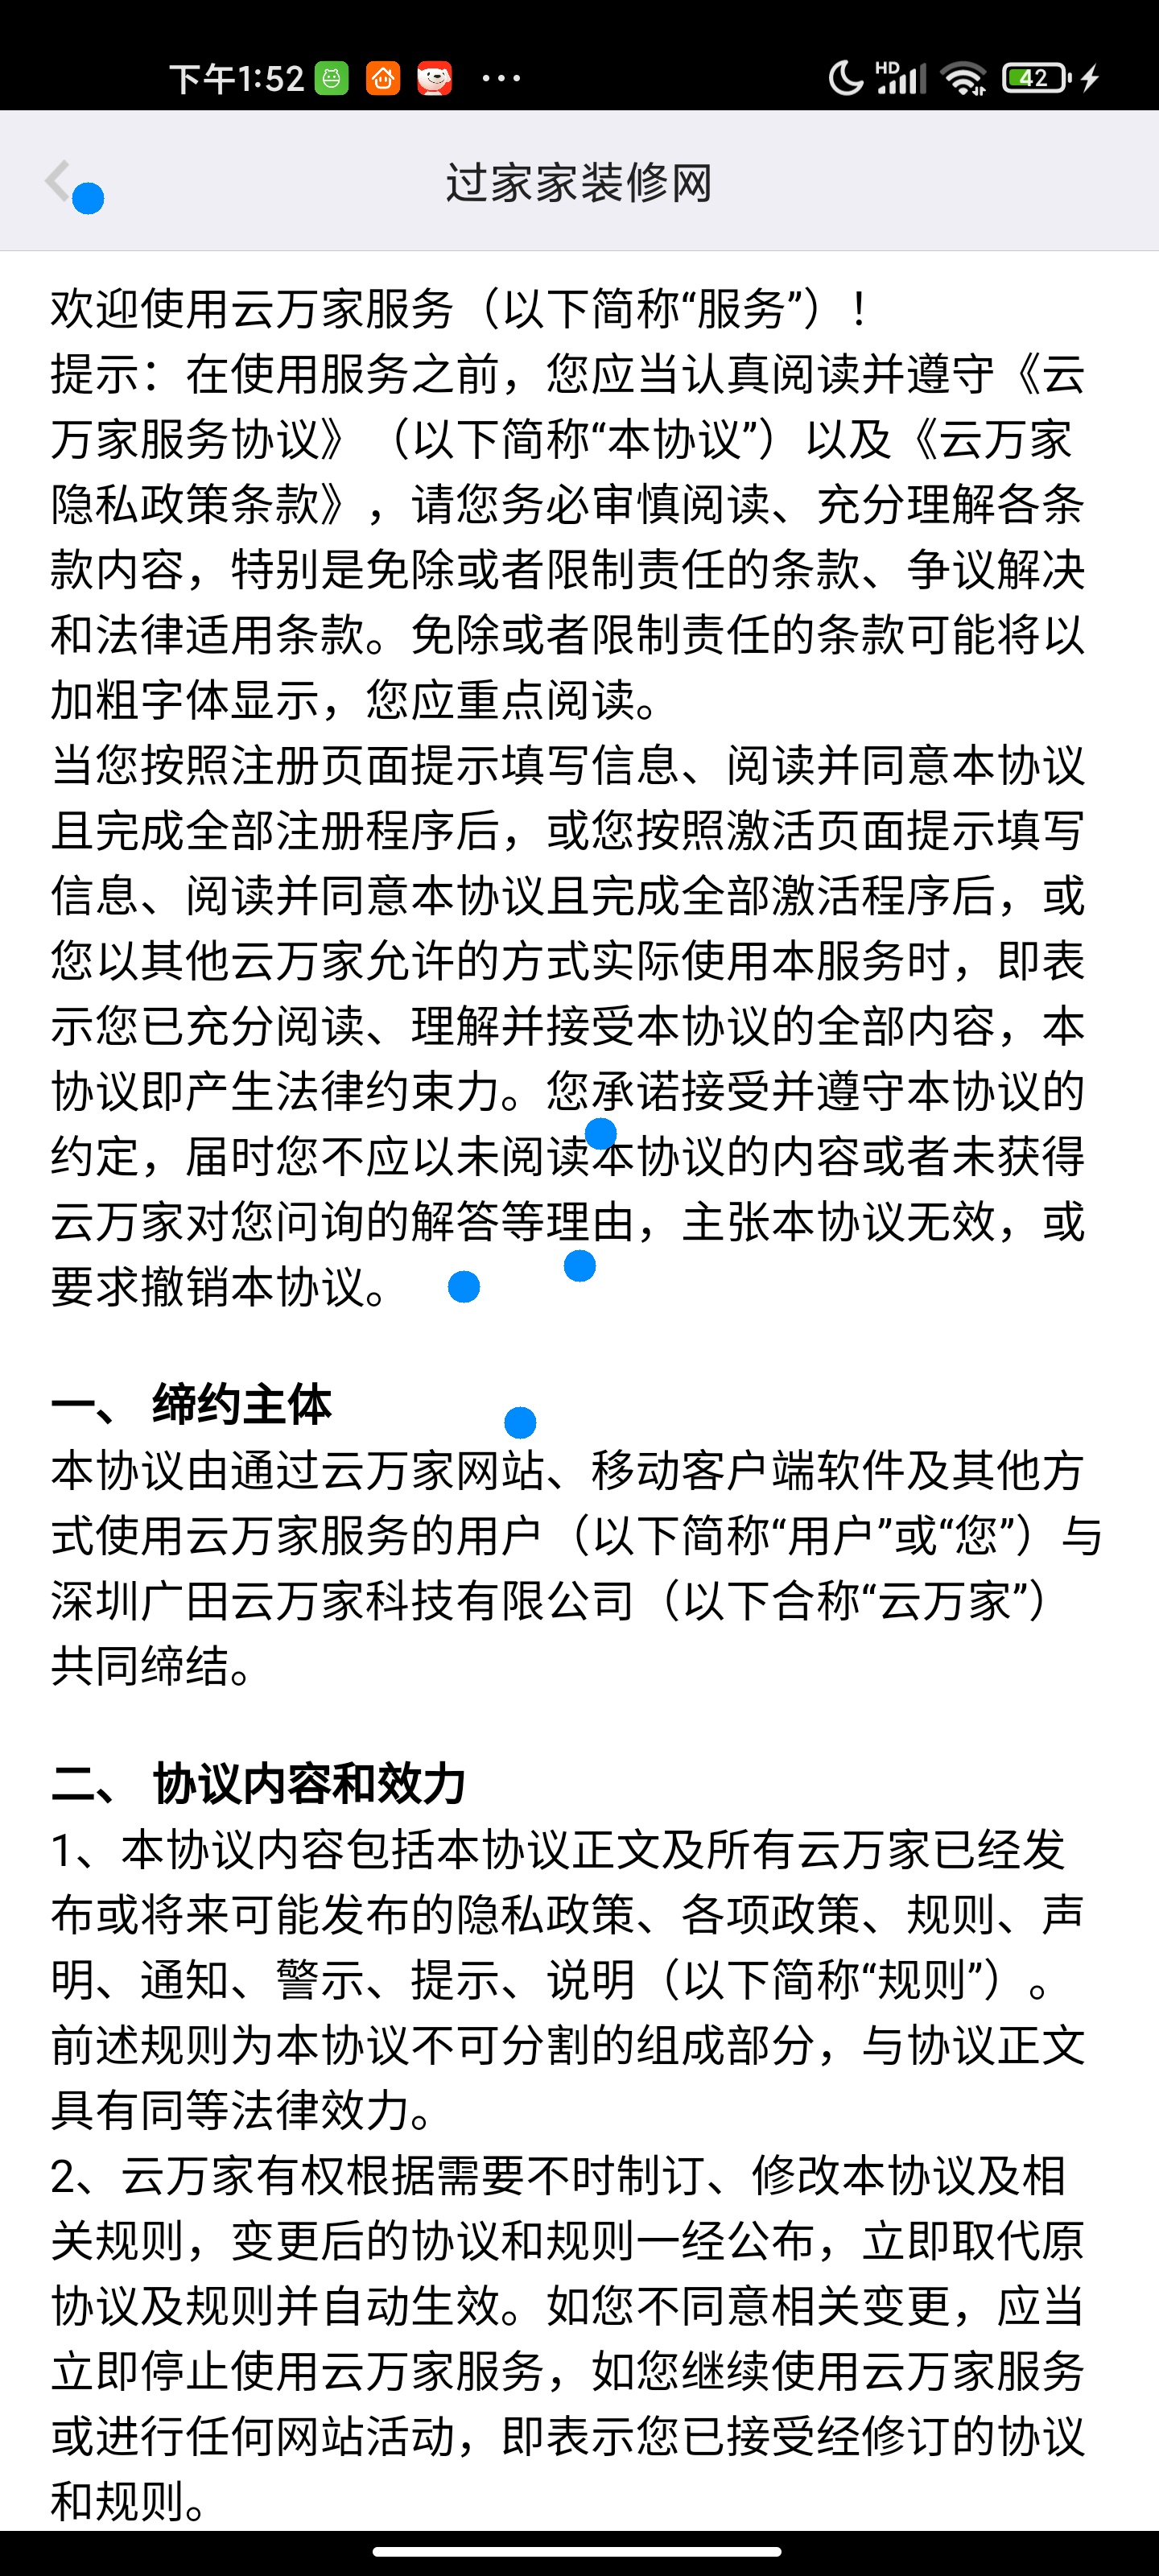 下午1:52
HD
42
过家家装修网
欢迎使用云万家服务（以下简称“服务”）！
提示：在使用服务之前，您应当认真阅读并遵守《云
万家服务协议》（以下简称“本协议”）以及《云万家
隐私政策条款》，请您务必审慎阅读、充分理解各条
款内容，特别是免除或者限制责任的条款、争议解决
和法律适用条款。免除或者限制责任的条款可能将以
加粗字体显示，您应重点阅读。
当您按照注册页面提示填写信息、阅读并同意本协议
且完成全部注册程序后，或您按照激活页面提示填写
信息、阅读并同意本协议且完成全部激活程序后，或
您以其他云万家允许的方式实际使用本服务时，即表
示您已充分阅读、理解并接受本协议的全部内容，本
协议即产生法律约束力。您承诺接受并遵守本协议的
约定，届时您不应以未阅读本协议的内容或者未获得
云万家对您问询的解答等理由，主张本协议无效，或
要求撤销本协议。
一、 缔约主体
本协议由通过云万家网站、移动客户端软件及其他方
式使用云万家服务的用户（以下简称“用户”或“您”）与
深圳广田云万家科技有限公司（以下合称“云万家”）
共同缔结。
二、 协议内容和效力
1、本协议内容包括本协议正文及所有云万家已经发
布或将来可能发布的隐私政策、各项政策、规则、声
明、通知、警示、提示、说明（以下简称“规则”）。
前述规则为本协议不可分割的组成部分，与协议正文
具有同等法律效力。
2、云万家有权根据需要不时制订、修改本协议及相
关规则，变更后的协议和规则一经公布，立即取代原
协议及规则并自动生效。如您不同意相关变更，应当
立即停止使用云万家服务，如您继续使用云万家服务
或进行任何网站活动，即表示您已接受经修订的协议
和规则。